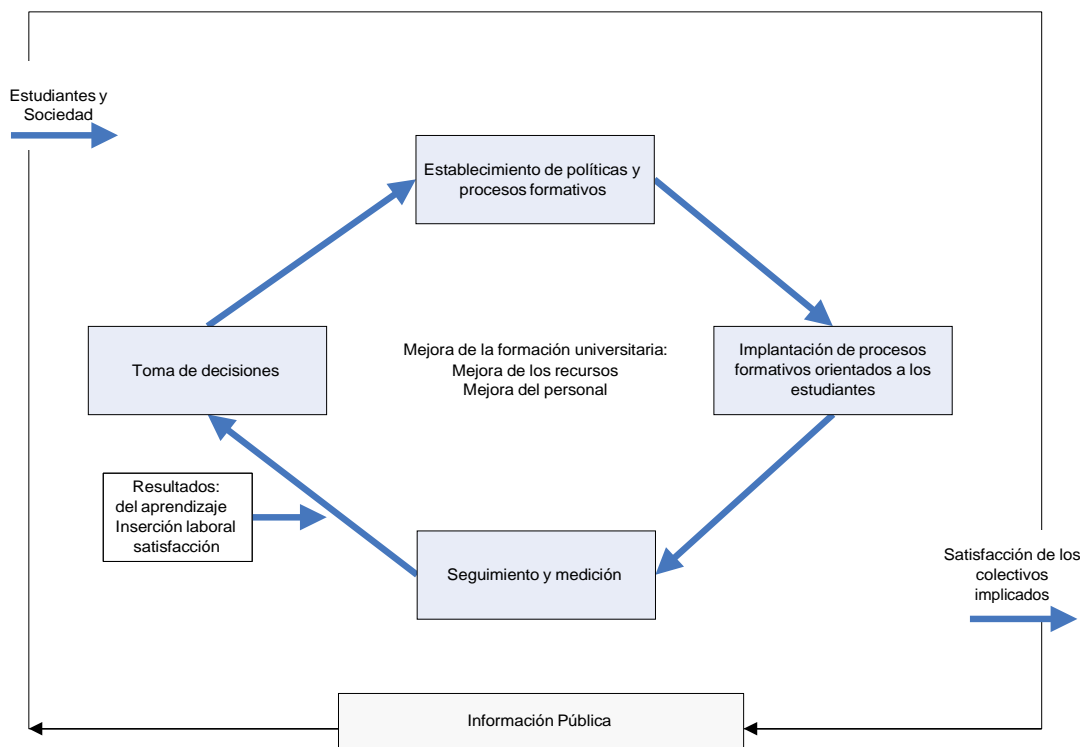 Estudiantes y
Sociedad
Establecimiento de políticas y
procesos formativos
Toma de decisiones
Mejora de la formación universitaria:
Mejora de los recursos
Mejora del personal
Implantación de procesos
formativos orientados a los
estudiantes
Resultados:
del aprendizaje
Inserción laboral
satisfacción
Seguimiento y medición
Satisfacción de los
colectivos
implicados
Información Pública